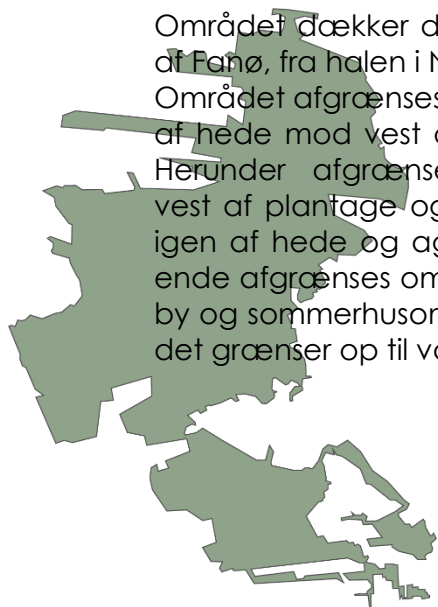 Området dækker d
af Fanø, fra halen i N
Området afgrænses
af hede mod vest o
Herunder afgrænse
vest af plantage og
igen af hede og ag
ende afgrænses om
by og sommerhusom
det grænser op til va